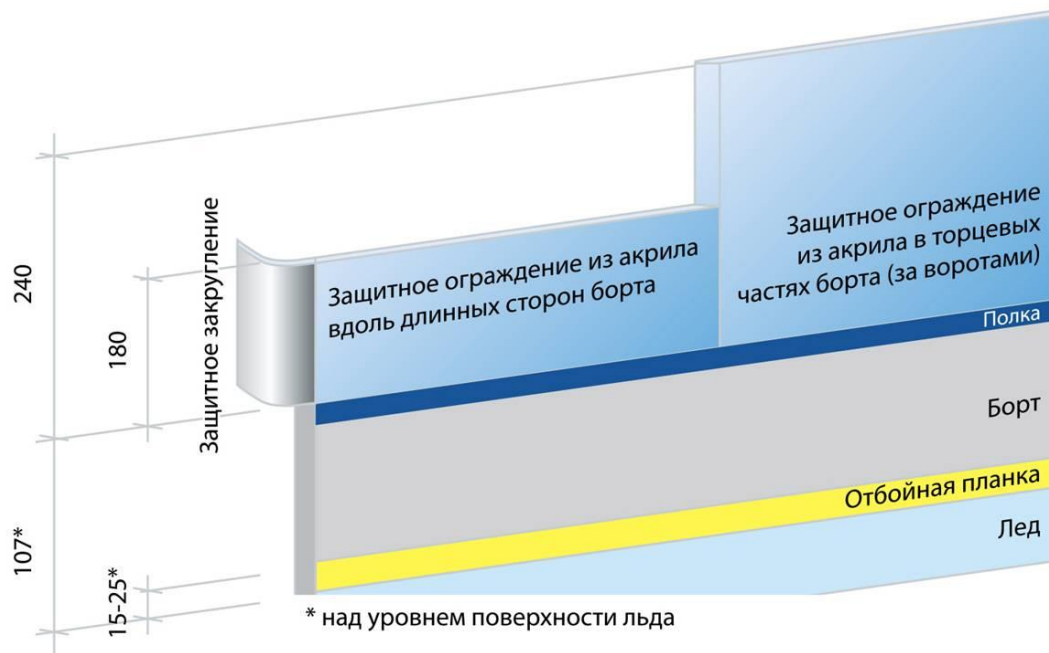 240
180
107*
15-25*
Защитное закругление
Защитное ограждение из акрила
вдоль длинных сторон борта
Защитное ограждение
из акрила в торцевых
частях борта (за воротами)
Полка
Борт
Отбойная планка
Лед
* над уровнем поверхности льда